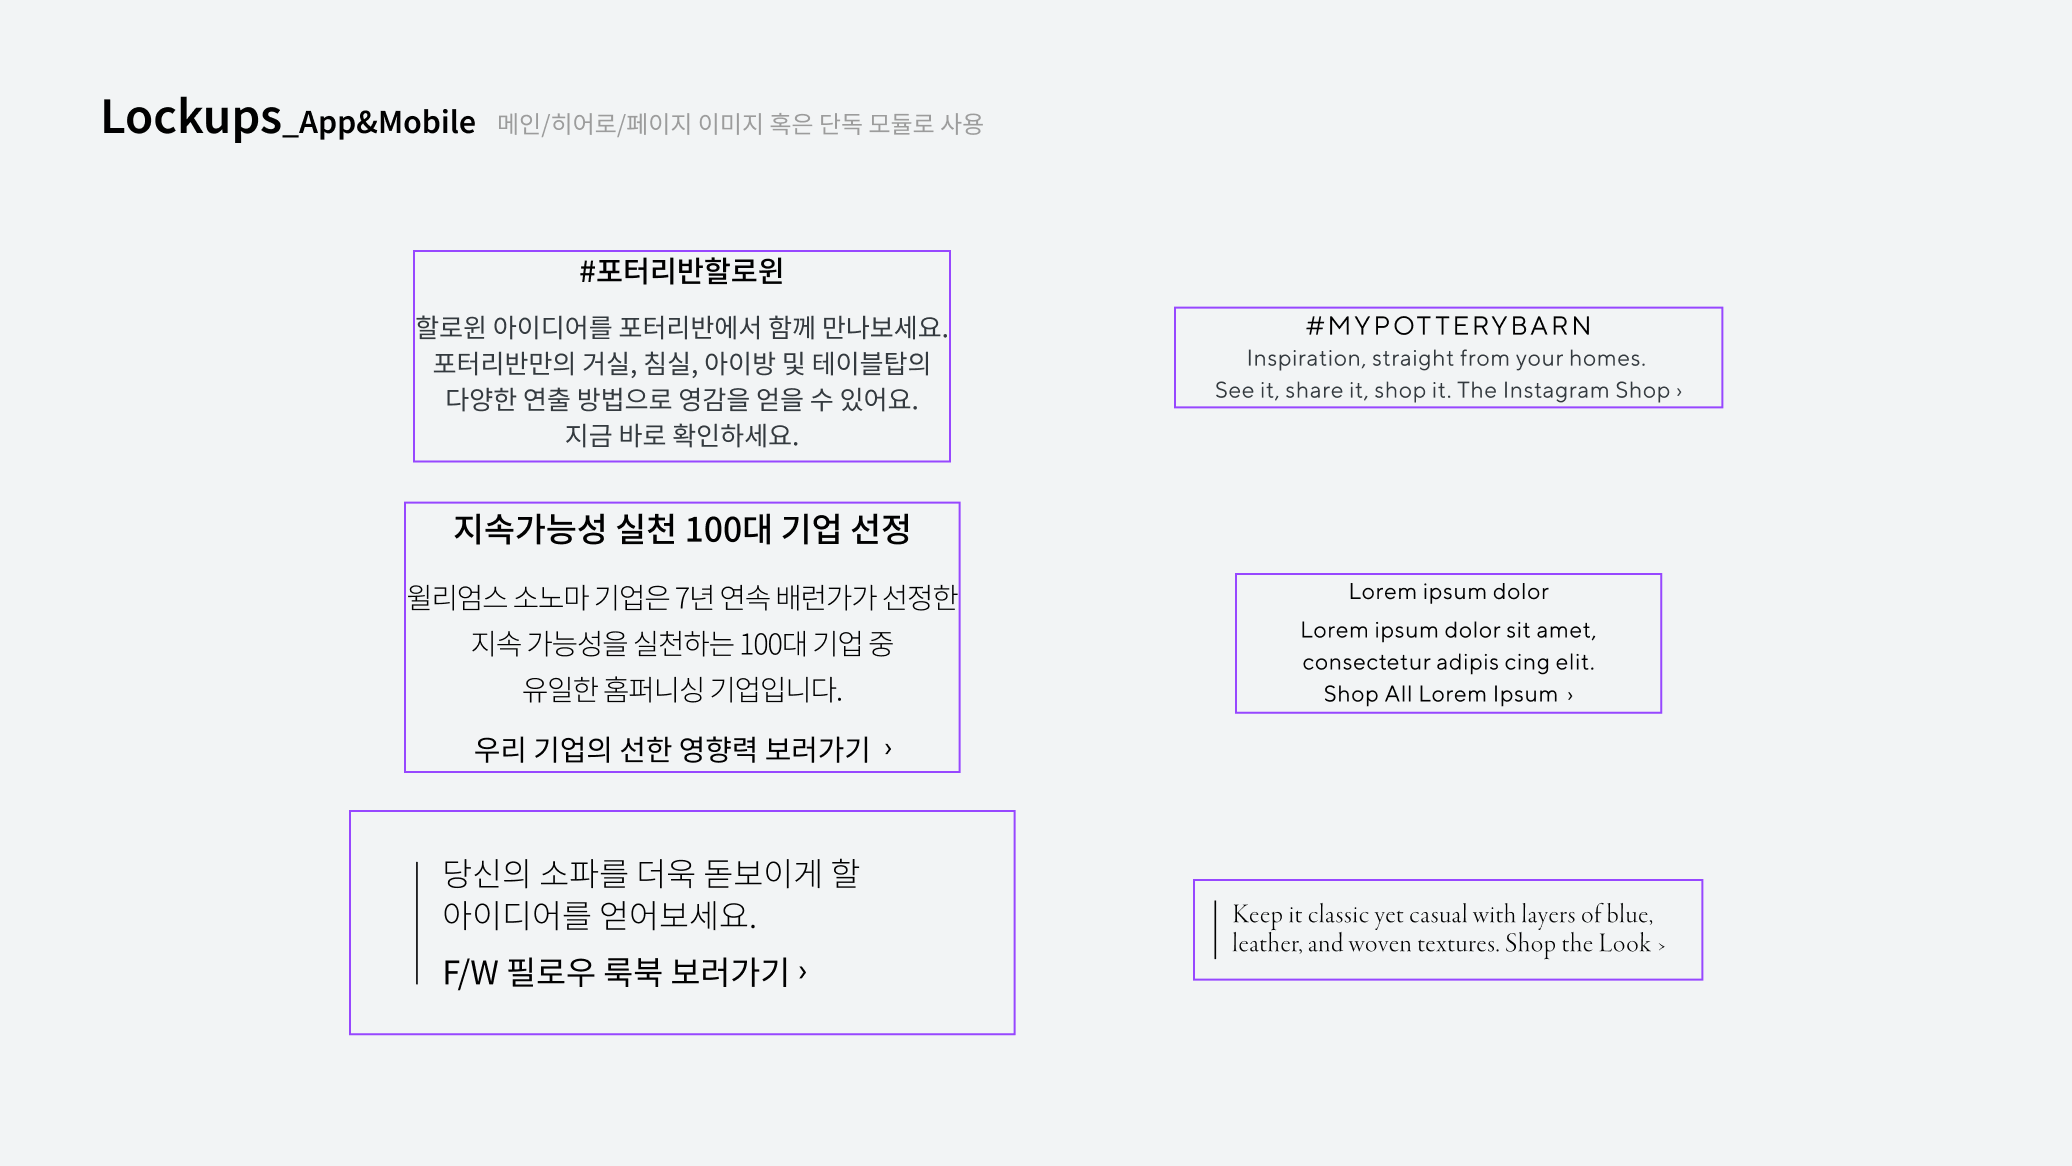 Lockups_App&Mobile 메인/히어로/페이지 이미지 혹은 단독 모듈로 사용
#포터리반할로윈
할로윈 아이디어를 포터리반에서 함께 만나보세요.
포터리반만의 거실, 침실, 아이방 및 테이블탑의
다양한 연출 방법으로 영감을 얻을 수 있어요.
지금 바로 확인하세요.
#MYPOTTERYBARN
Inspiration, straight from your homes.
See it, share it, shop it. The Instagram Shop ›
지속가능성 실천 100대 기업 선정
윌리엄스 소노마 기업은 7년 연속 배런가가 선정한
지속 가능성을 실천하는 100대 기업 중
유일한 홈퍼니싱 기업입니다.
우리 기업의 선한 영향력 보러가기 ›
Lorem ipsum dolor
Lorem ipsum dolor sit amet,
consectetur adipis cing elit.
Shop All Lorem Ipsum ›
당신의 소파를 더욱 돋보이게 할
아이디어를 얻어보세요.
F/W 필로우 룩북 보러가기 ›
Keep it classic yet casual with layers of blue,
leather, and woven textures. Shop the Look ›